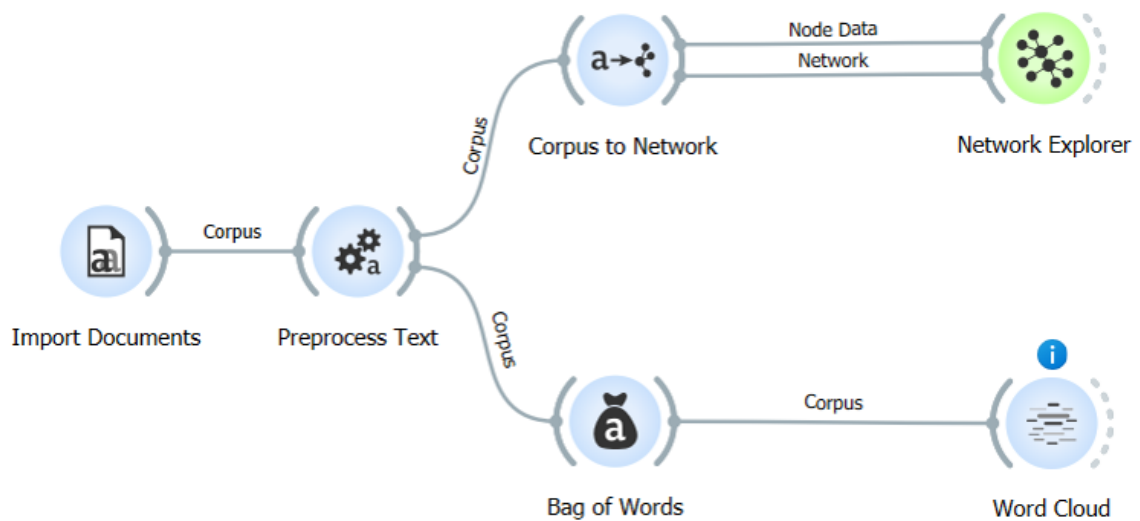 Node Data
Network
Corpus to Network
Network Explorer
Corpus
Corpus
Import Documents
Preprocess Text
Corpus
Corpus
Bag of Words
Word Cloud
a
a
a
a
a
i